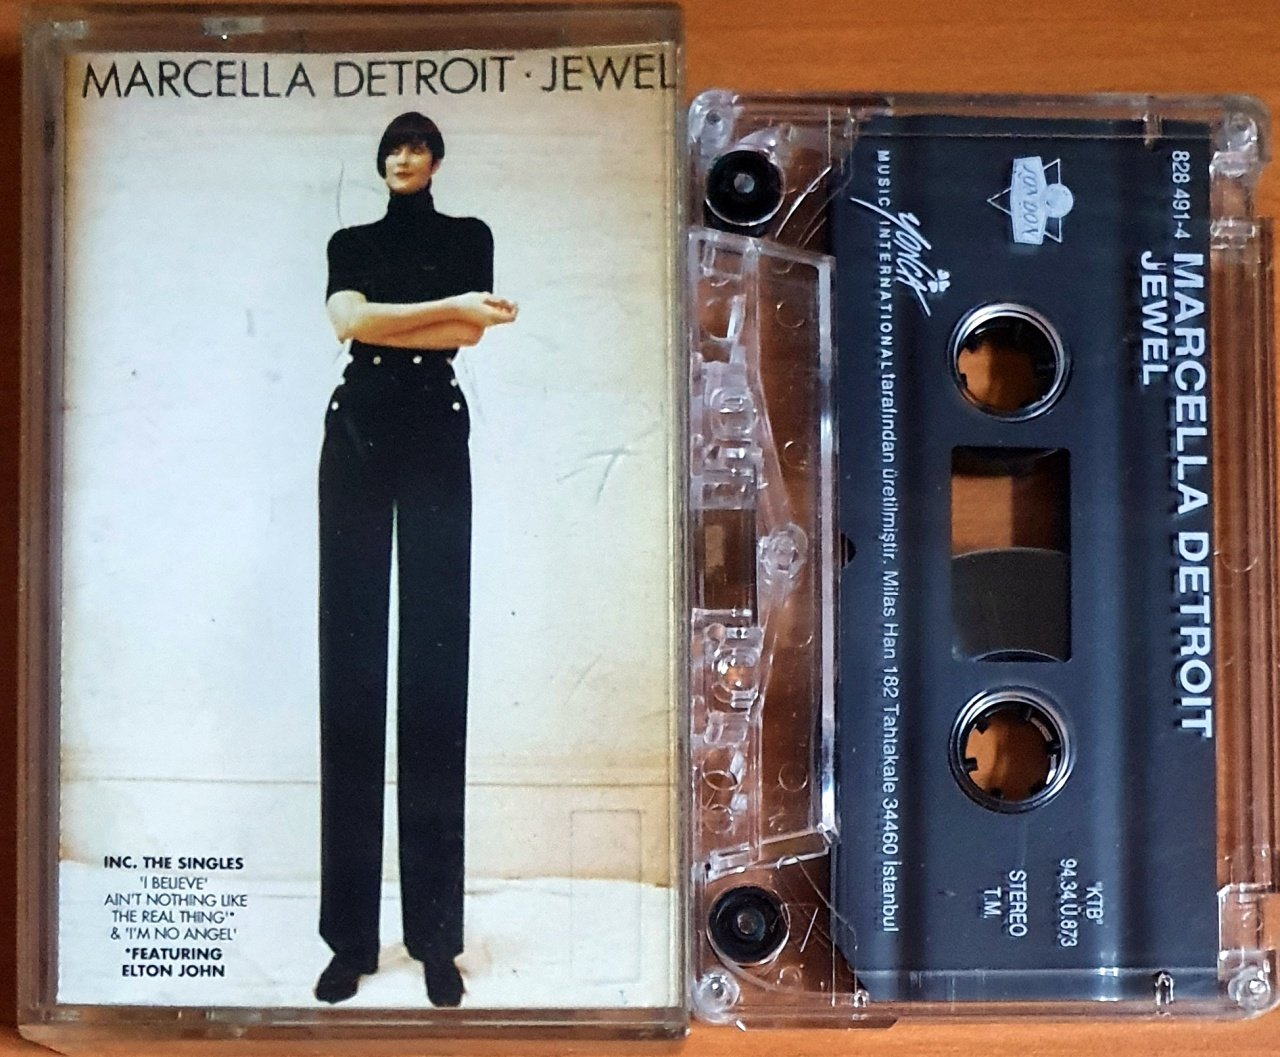 MARCELLA DETROIT · JEWEL
INC. THE SINGLES
'I BELIEVE'
AIN'T NOTHING LIKE
THE REAL THING'*
& 'I'M NO ANGEL'
*FEATURING
ELTON JOHN
828 491-4 MARCELLA DETROIT
JEWEL
LONDON
"KTB"
94.34.Ü.873
STEREO
T.M.
YONCA
MUSIC INTERNATIONAL tarafından üretilmiştir. Milas Han 182 Tahtakale 34460 İstanbul